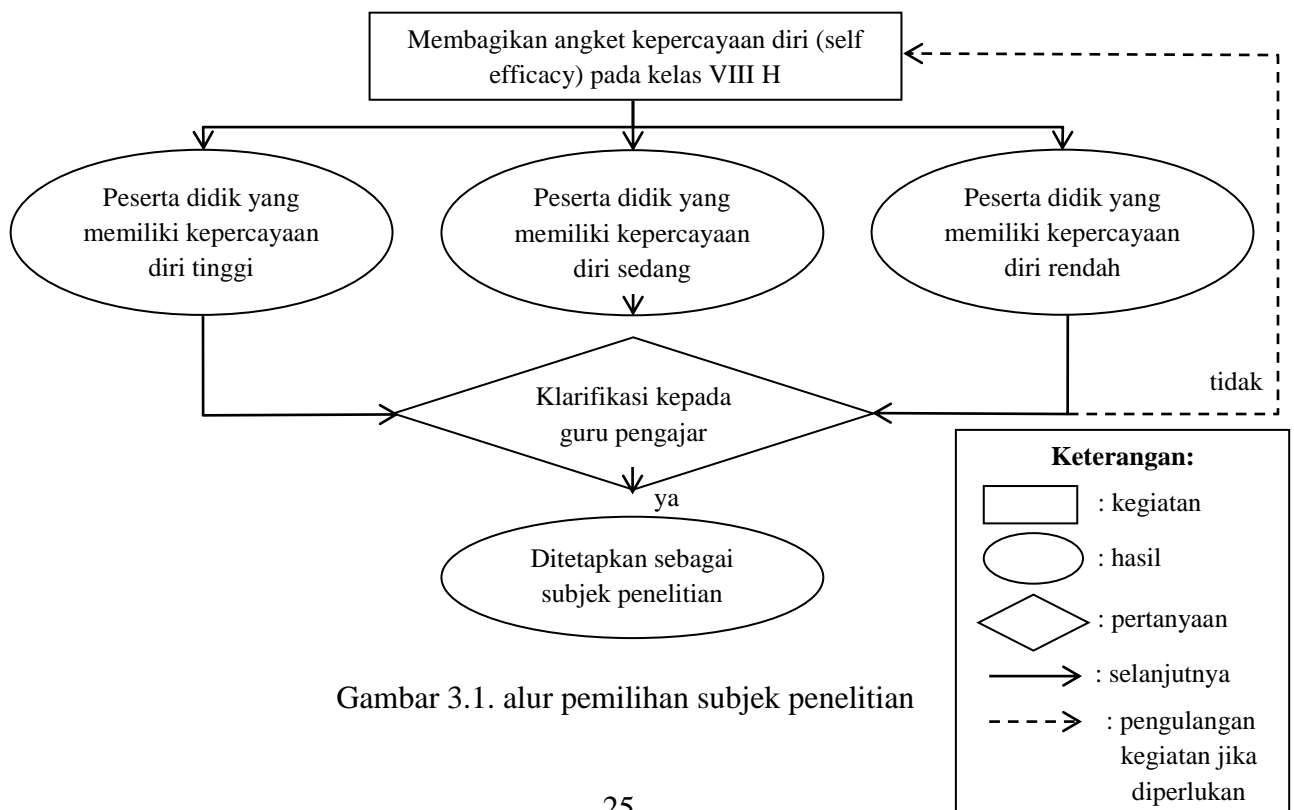 Membagikan angket kepercayaan diri (self
efficacy) pada kelas VIII H
Peserta didik yang
memiliki kepercayaan
diri tinggi
Peserta didik yang
memiliki kepercayaan
diri sedang
Peserta didik yang
memiliki kepercayaan
diri rendah
Klarifikasi kepada
guru pengajar
tidak
ya
Ditetapkan sebagai
subjek penelitian
Keterangan:
: kegiatan
: hasil
: pertanyaan
: selanjutnya
: pengulangan
kegiatan jika
diperlukan
Gambar 3.1. alur pemilihan subjek penelitian
25